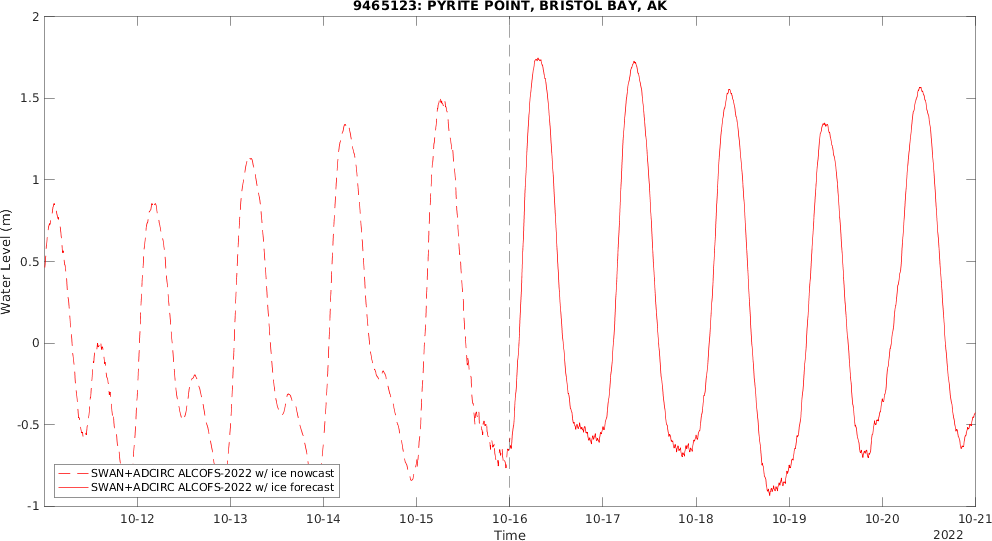 9465123: PYRITE POINT, BRISTOL BAY, AK
2
1.5
1
0.5
0
-0.5
-1
Water Level (m)
SWAN+ADCIRC ALCOFS-2022 w/ ice nowcast
SWAN+ADCIRC ALCOFS-2022 w/ ice forecast
10-12 10-13 10-14 10-15 10-16 10-17 10-18 10-19 10-20 10-21
Time
2022